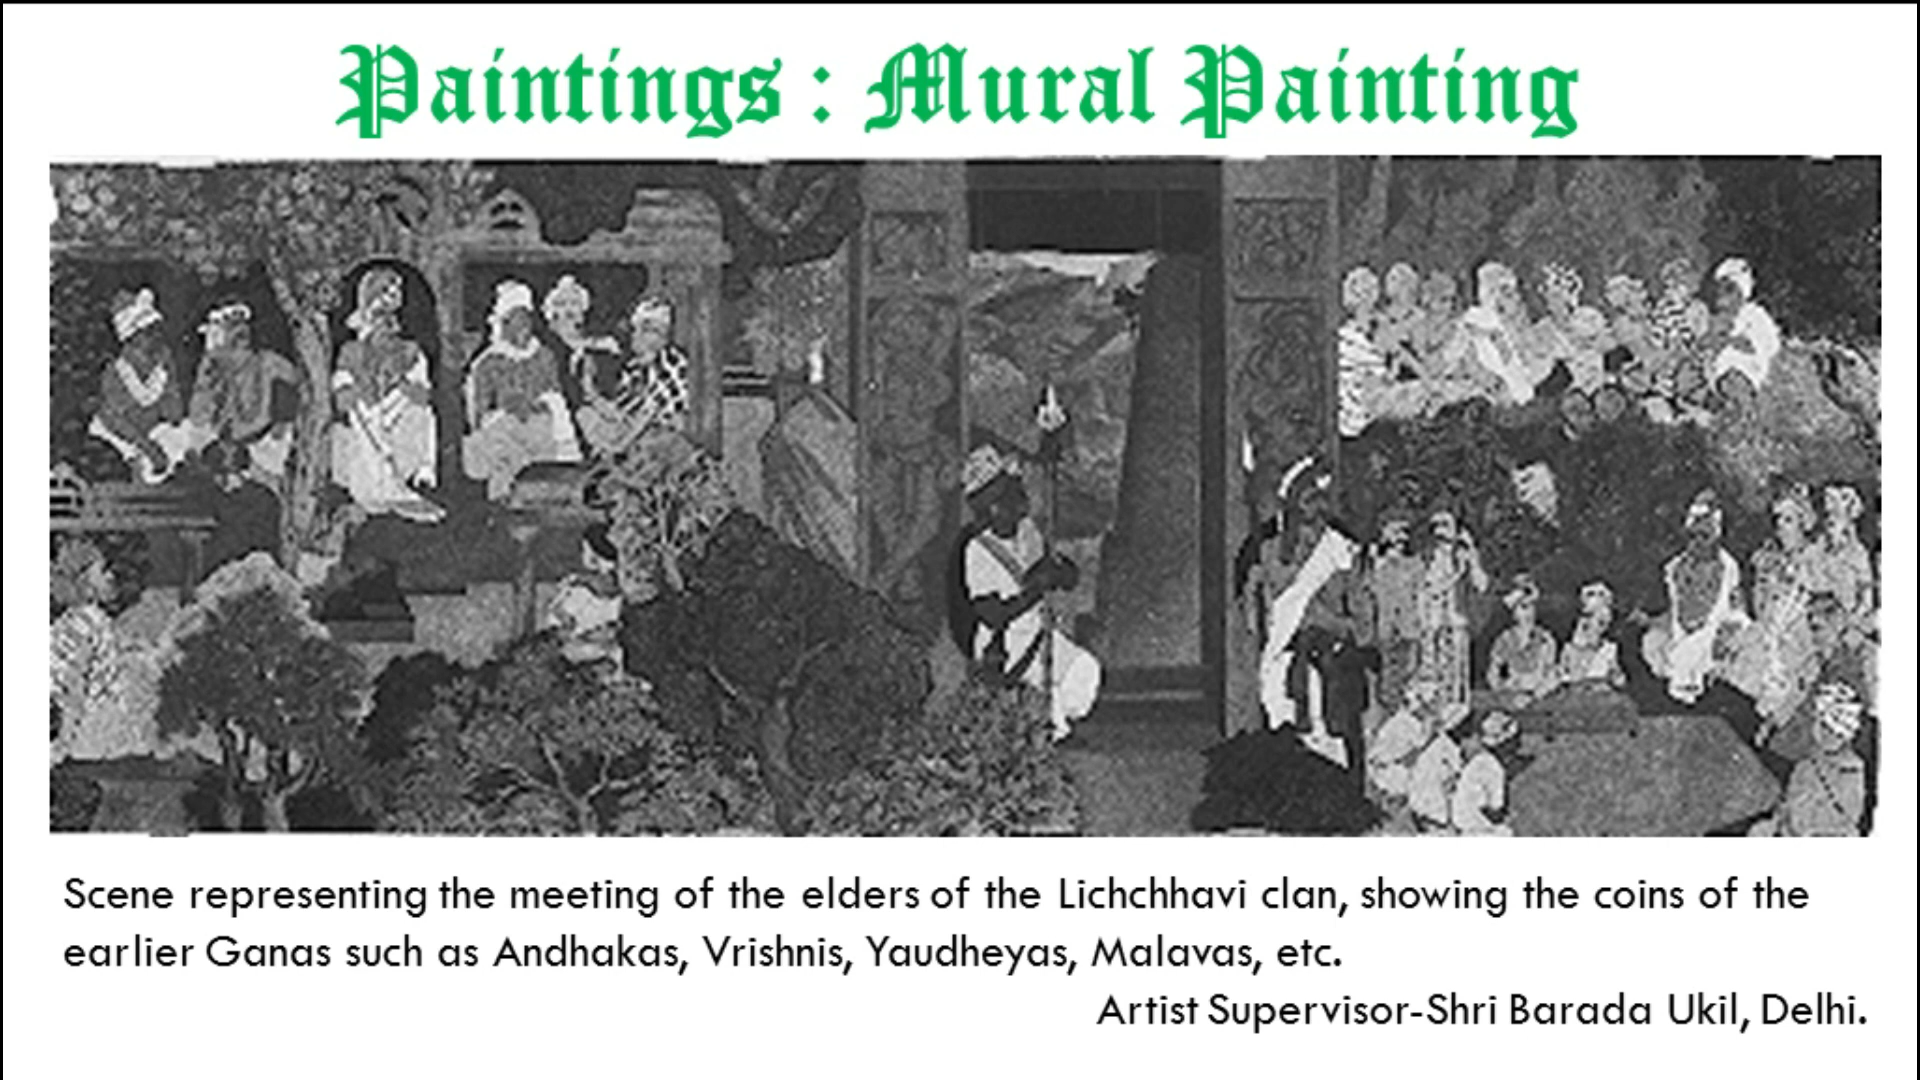 Paintings : Mural Painting
Scene representing the meeting of the elders of the Lichchhavi clan, showing the coins of the
earlier Ganas such as Andhakas, Vrishnis, Yaudheyas, Malavas, etc.
Artist Supervisor-Shri Barada Ukil, Delhi.